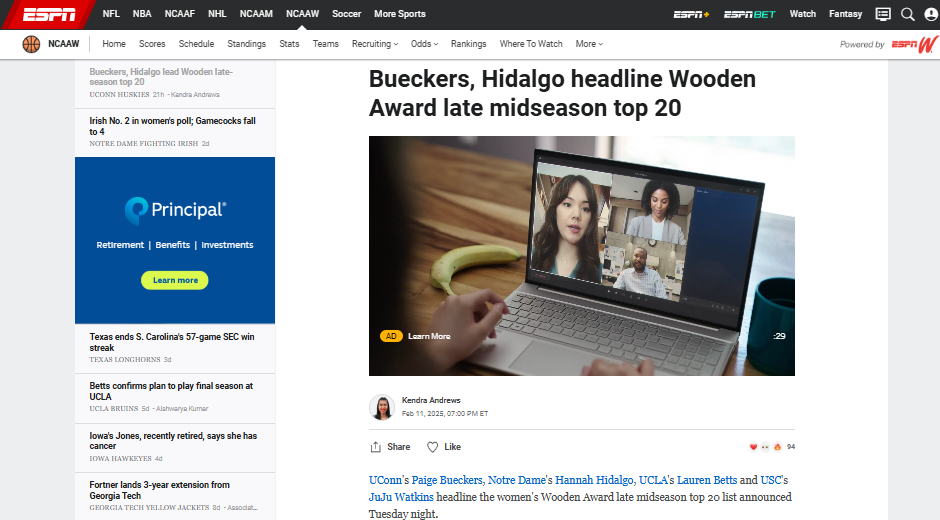 ESPN NFL NBA NCAAF NHL NCAAM NCAAW Soccer More Sports ESPN+ ESPN BET Watch Fantasy
NCAAW Home Scores Schedule Standings Stats Teams Recruiting Odds Rankings Where To Watch More Powered by ESPN W
Bueckers, Hidalgo lead Wooden late-
season top 20
UCONN HUSKIES 21h - Kendra Andrews
Irish No. 2 in women's poll; Gamecocks fall
to 4
NOTRE DAME FIGHTING IRISH 2d
Principal®
Retirement | Benefits | Investments
Learn more
Texas ends S. Carolina's 57-game SEC win
streak
TEXAS LONGHORNS 3d
Betts confirms plan to play final season at
UCLA
UCLA BRUINS 5d - Aishwarya Kumar
Iowa's Jones, recently retired, says she has
cancer
IOWA HAWKEYES 4d
Fortner lands 3-year extension from
Georgia Tech
GEORGIA TECH YELLOW JACKETS 8d - Associat...
Bueckers, Hidalgo headline Wooden
Award late midseason top 20
AD Learn More :29
Kendra Andrews
Feb 11, 2025, 07:00 PM ET
Share Like 94
UConn's Paige Bueckers, Notre Dame's Hannah Hidalgo, UCLA's Lauren Betts and USC's
JuJu Watkins headline the women's Wooden Award late midseason top 20 list announced
Tuesday night.